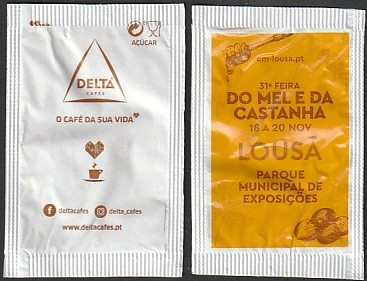 AÇÚCAR
DELTA
CAFÉS
O CAFÉ DA SUA VIDA
deltacafes
delta_cafes
www.deltacafes.pt
cm-lousa.pt
31ª FEIRA
DO MEL E DA
CASTANHA
18 A 20 NOV
LOUSÃ
PARQUE
MUNICIPAL DE
EXPOSIÇÕES